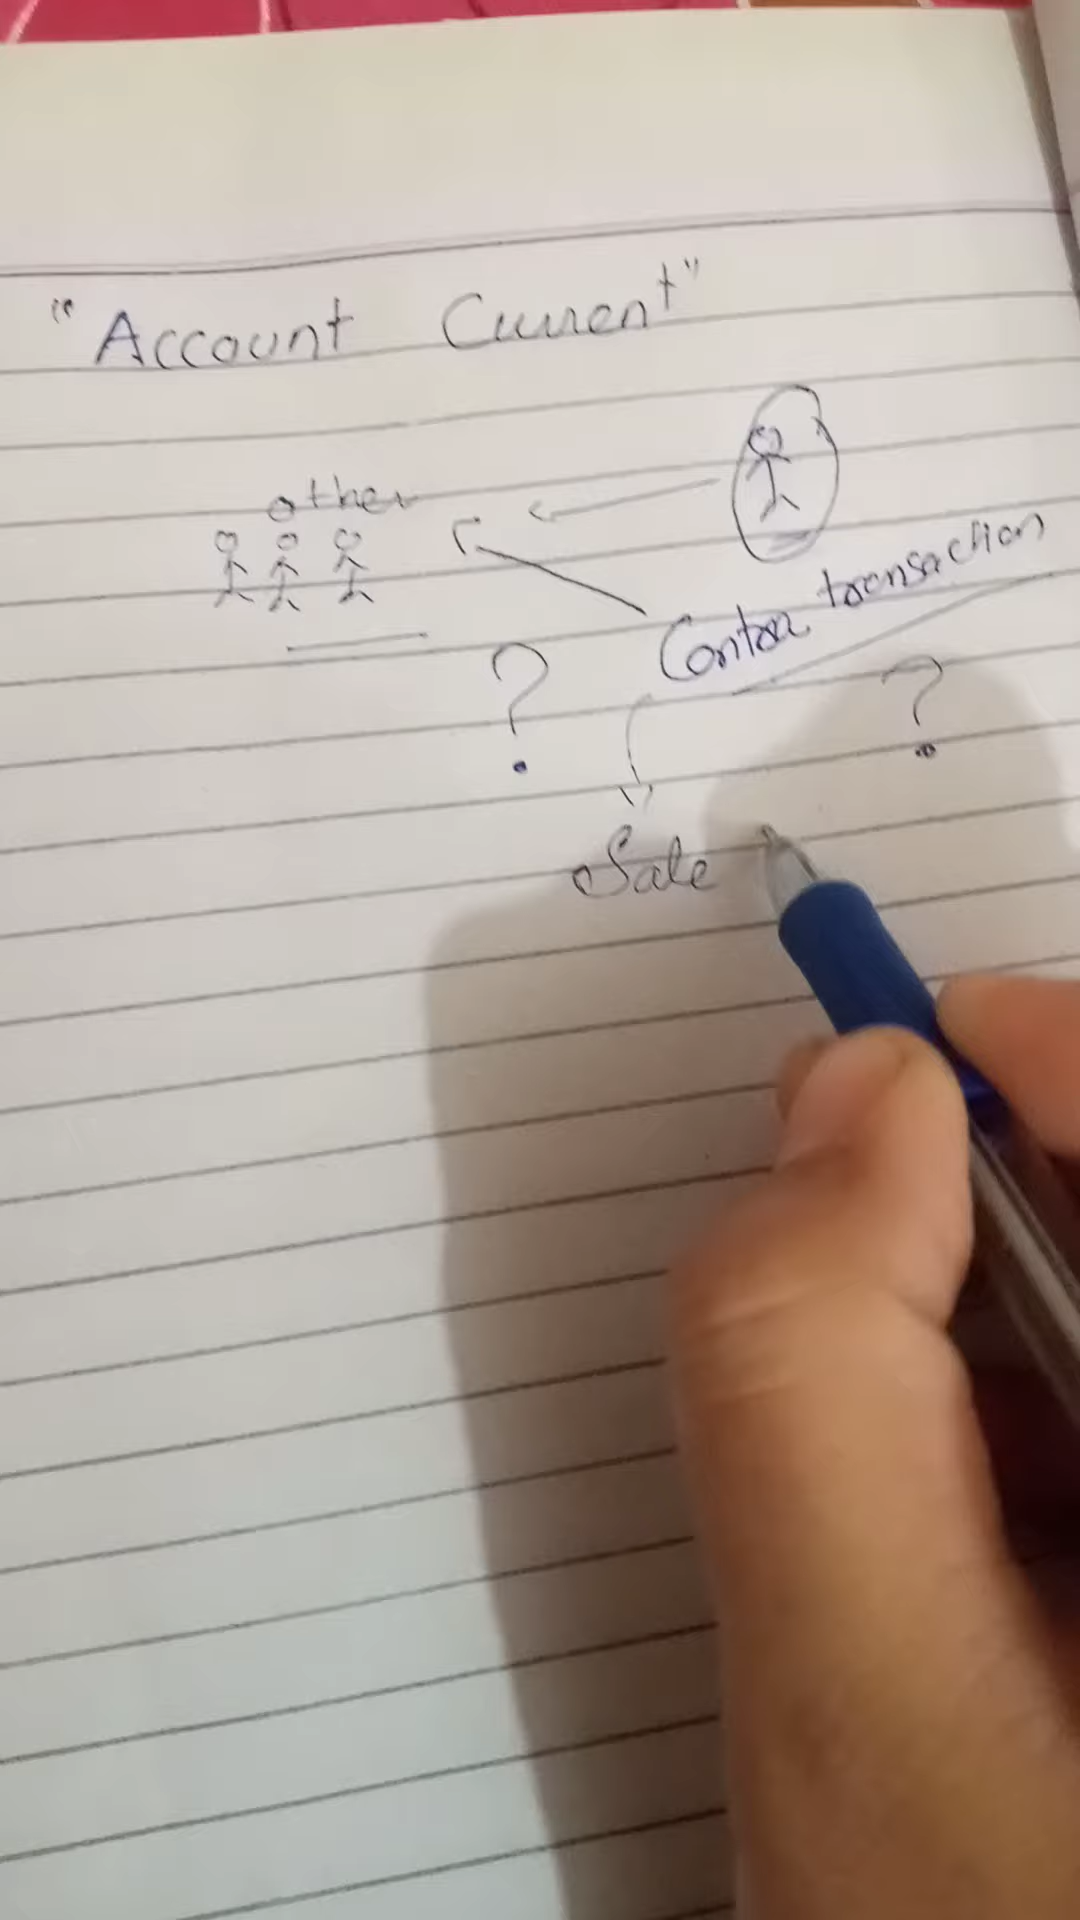 "Account Current"
other
Contra transaction
? ?
Sale